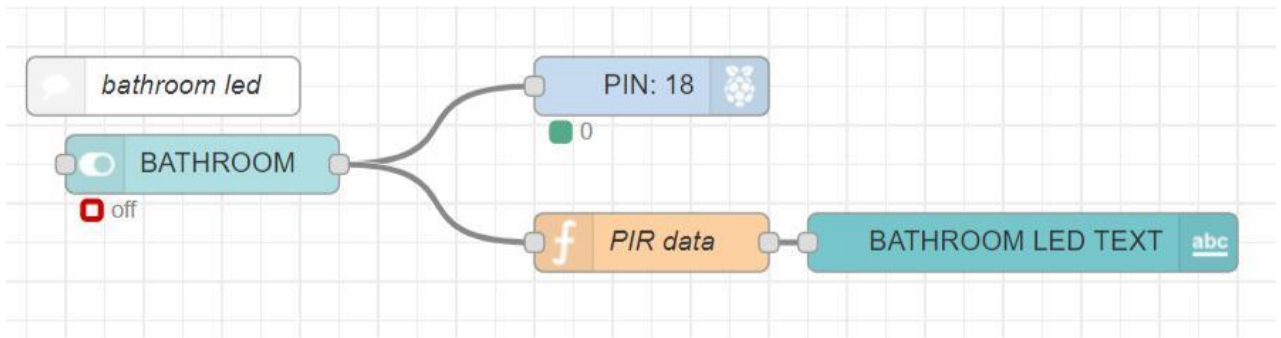 bathroom led
PIN: 18
0
BATHROOM
off
f PIR data
BATHROOM LED TEXT abc